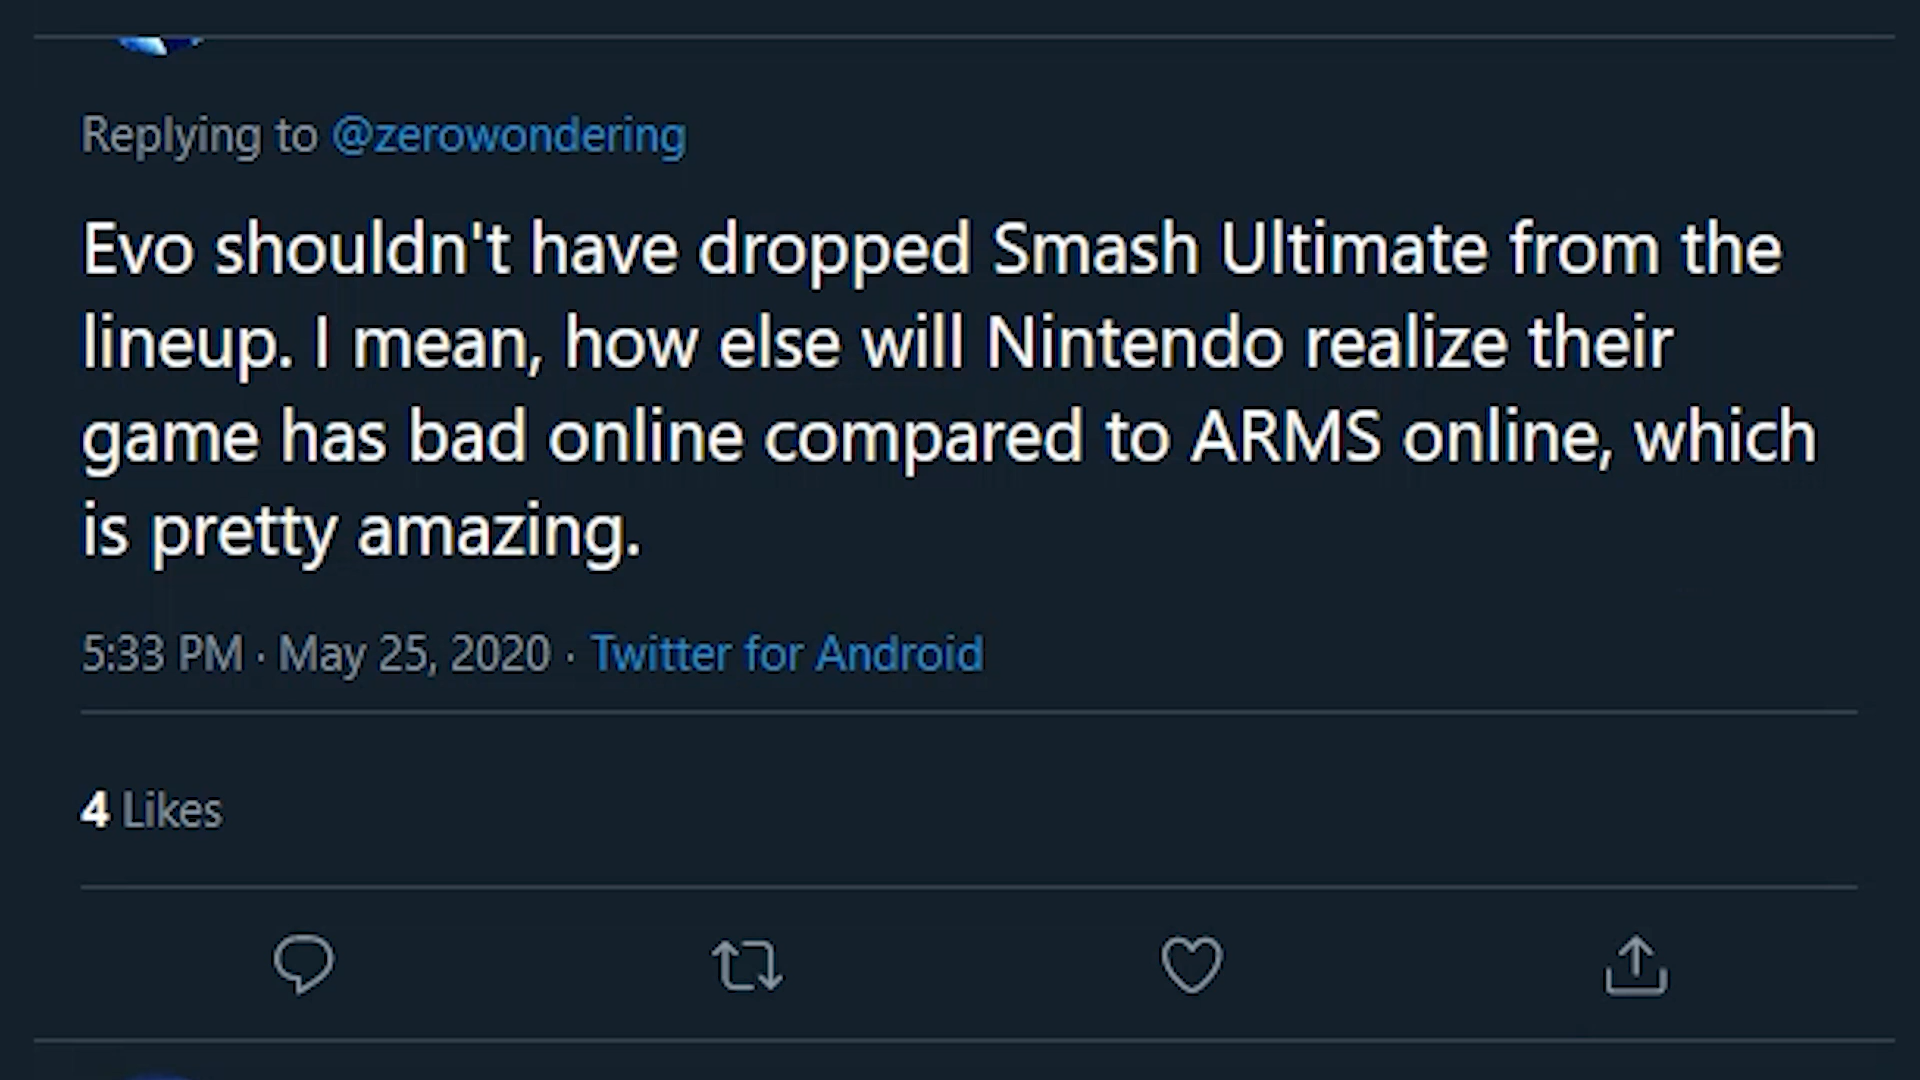 Replying to @zerowondering
Evo shouldn't have dropped Smash Ultimate from the
lineup. I mean, how else will Nintendo realize their
game has bad online compared to ARMS online, which
is pretty amazing.
5:33 PM · May 25, 2020 · Twitter for Android
4 Likes